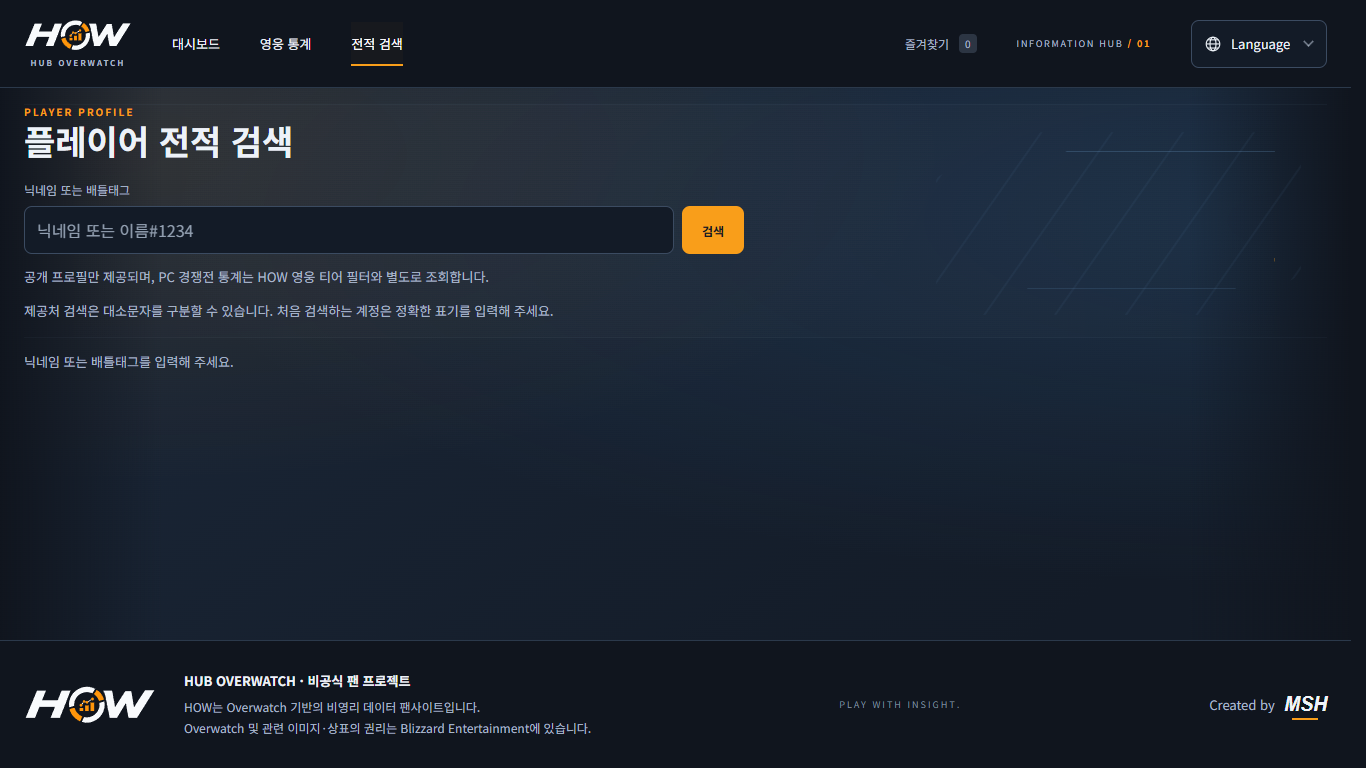 HOW
HUB OVERWATCH
대시보드
영웅 통계
전적 검색
즐겨찾기 0
INFORMATION HUB / 01
Language
PLAYER PROFILE
플레이어 전적 검색
닉네임 또는 배틀태그
닉네임 또는 이름#1234
검색
공개 프로필만 제공되며, PC 경쟁전 통계는 HOW 영웅 티어 필터와 별도로 조회합니다.
제공처 검색은 대소문자를 구분할 수 있습니다. 처음 검색하는 계정은 정확한 표기를 입력해 주세요.
닉네임 또는 배틀태그를 입력해 주세요.
HOW
HUB OVERWATCH · 비공식 팬 프로젝트
HOW는 Overwatch 기반의 비영리 데이터 팬사이트입니다.
Overwatch 및 관련 이미지·상표의 권리는 Blizzard Entertainment에 있습니다.
PLAY WITH INSIGHT.
Created by MSH